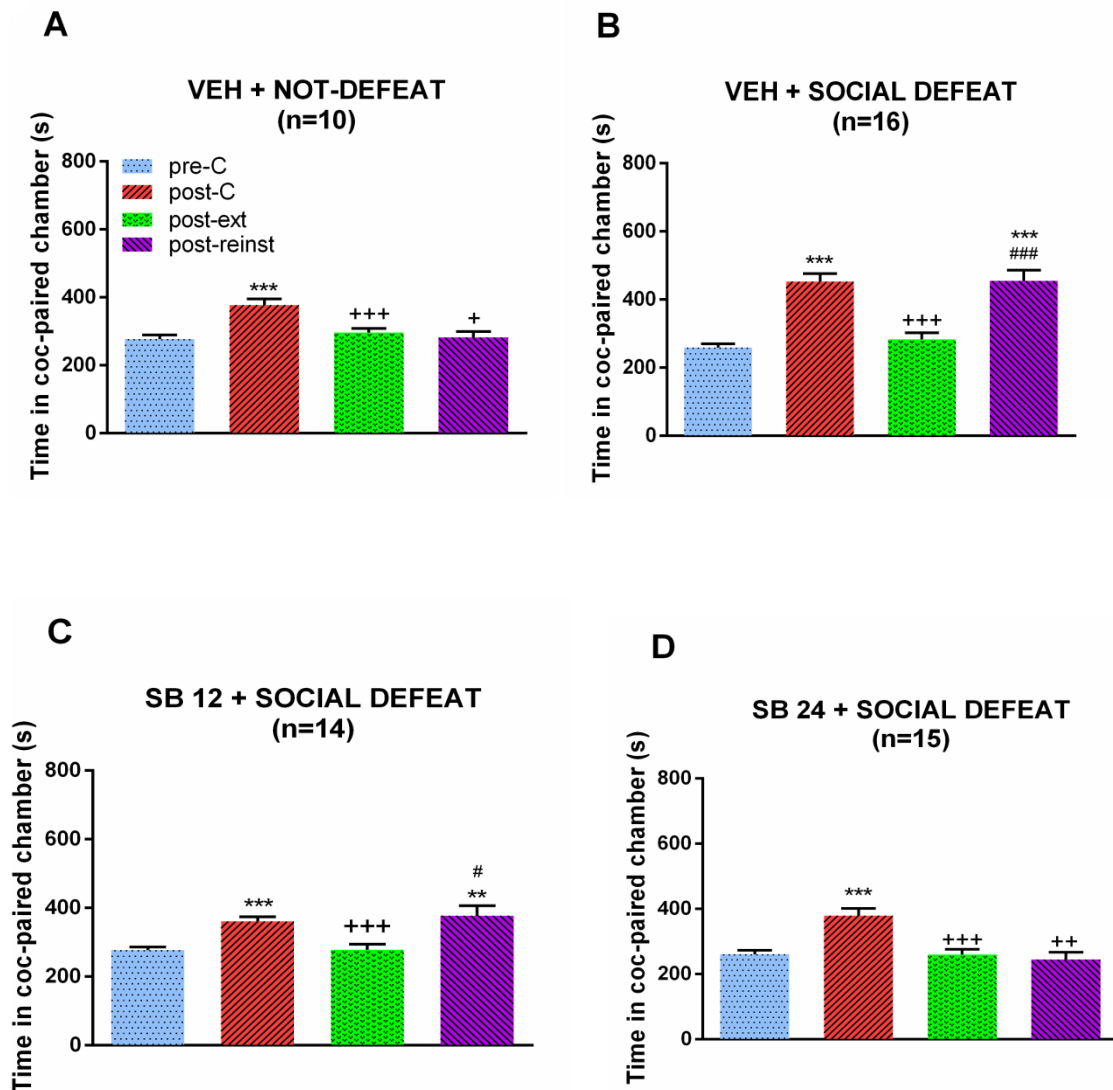 A
VEH + NOT-DEFEAT
(n=10)
Time in coc-paired chamber (s)
800
600
400
200
0
pre-C
post-C
post-ext
post-reinst
***
+++
+
B
VEH + SOCIAL DEFEAT
(n=16)
Time in coc-paired chamber (s)
800
600
400
200
0
***
+++
***
###
C
SB 12 + SOCIAL DEFEAT
(n=14)
Time in coc-paired chamber (s)
800
600
400
200
0
***
+++
#
**
D
SB 24 + SOCIAL DEFEAT
(n=15)
Time in coc-paired chamber (s)
800
600
400
200
0
***
+++
++